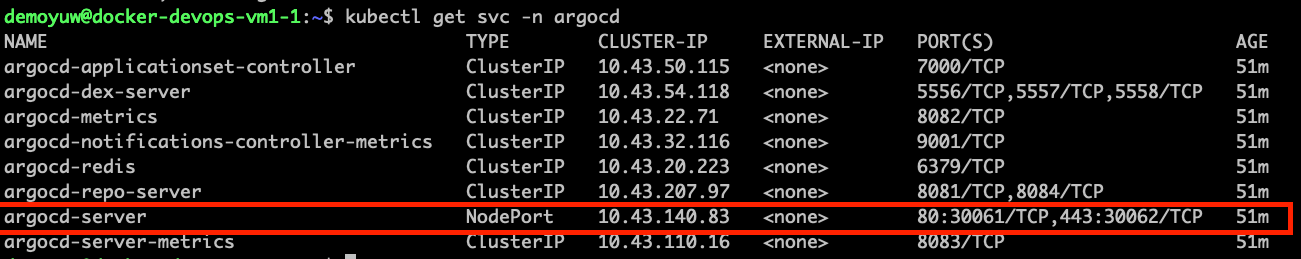 demoyuw@docker-devops-vm1-1:~$ kubectl get svc -n argocd
NAME TYPE CLUSTER-IP EXTERNAL-IP PORT(S) AGE
argocd-applicationset-controller ClusterIP 10.43.50.115 <none> 7000/TCP 51m
argocd-dex-server ClusterIP 10.43.54.118 <none> 5556/TCP,5557/TCP,5558/TCP 51m
argocd-metrics ClusterIP 10.43.22.71 <none> 8082/TCP 51m
argocd-notifications-controller-metrics ClusterIP 10.43.32.116 <none> 9001/TCP 51m
argocd-redis ClusterIP 10.43.20.223 <none> 6379/TCP 51m
argocd-repo-server ClusterIP 10.43.207.97 <none> 8081/TCP,8084/TCP 51m
argocd-server NodePort 10.43.140.83 <none> 80:30061/TCP,443:30062/TCP 51m
argocd-server-metrics ClusterIP 10.43.110.16 <none> 8083/TCP 51m